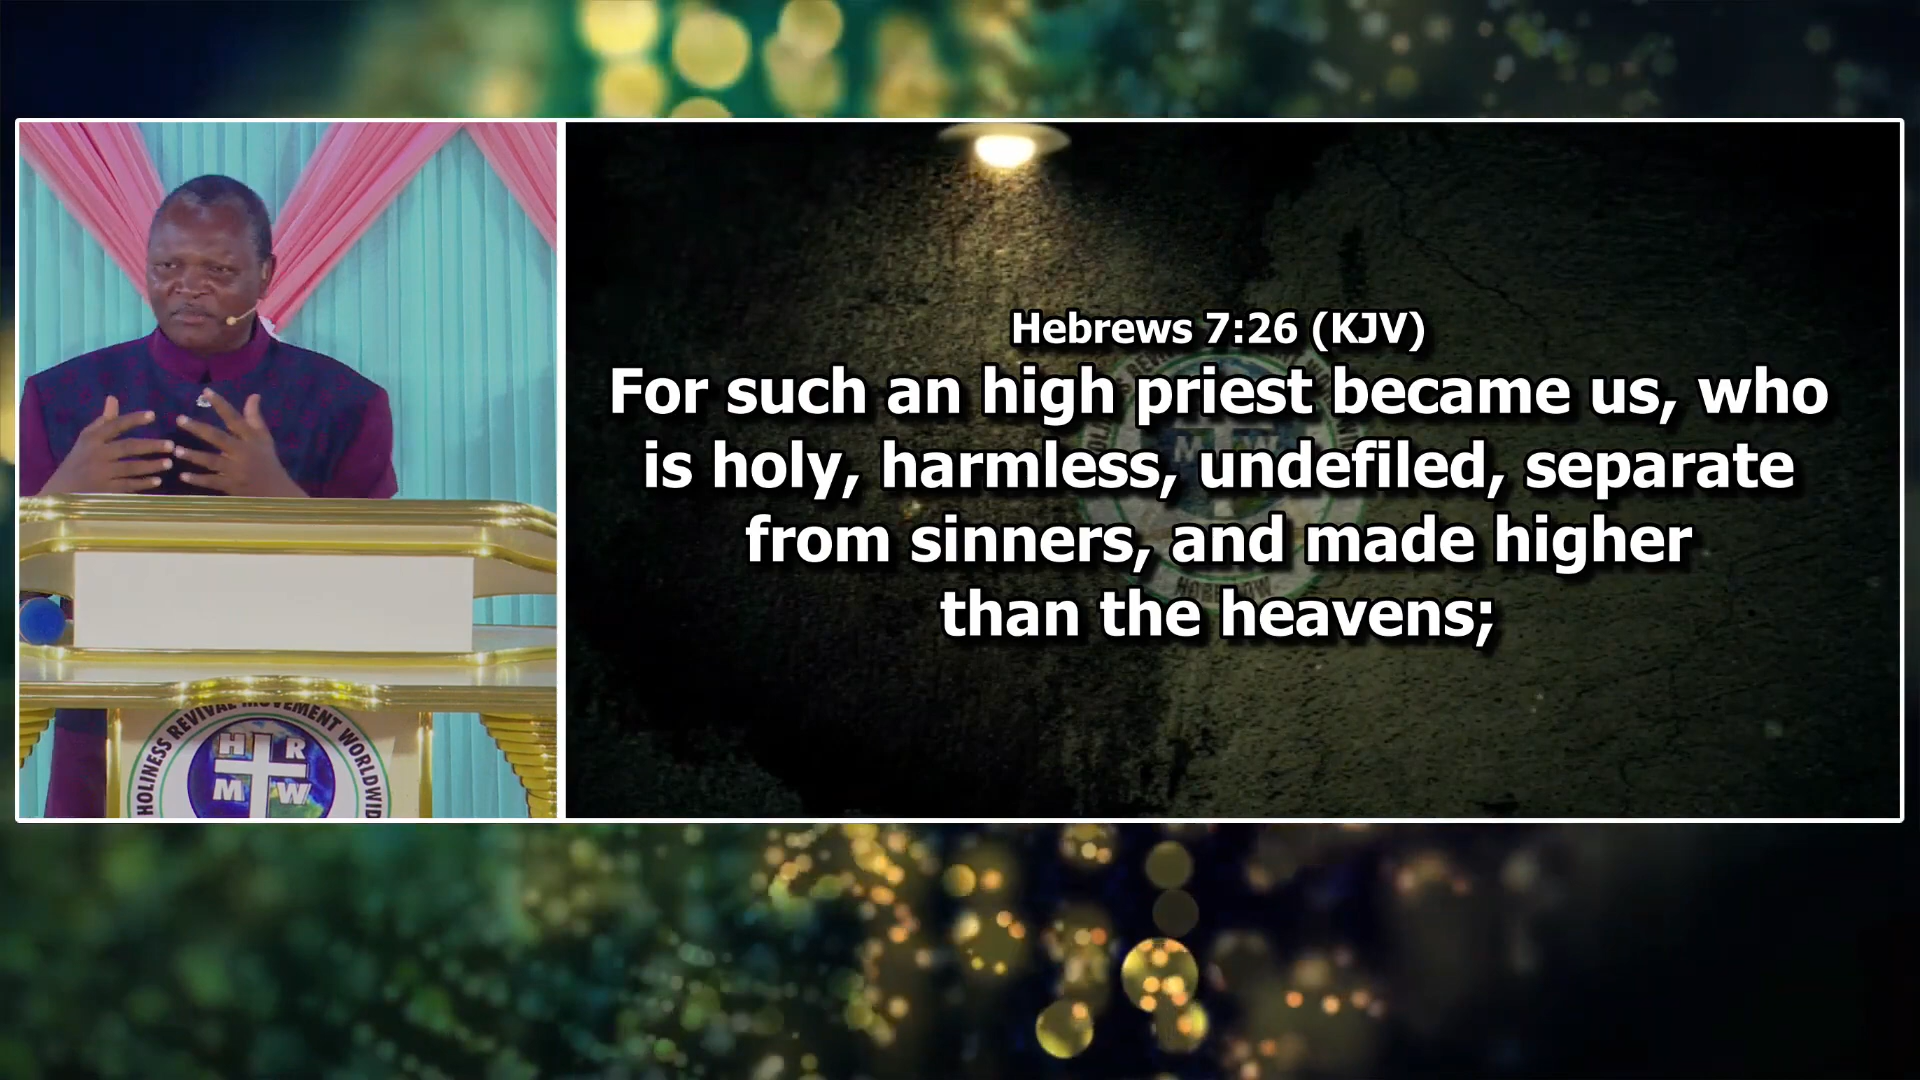 Hebrews 7:26 (KJV)
For such an high priest became us, who
is holy, harmless, undefiled, separate
from sinners, and made higher
than the heavens;
HOLINESS REVIVAL MOVEMENT WORLDWID
H R
M W